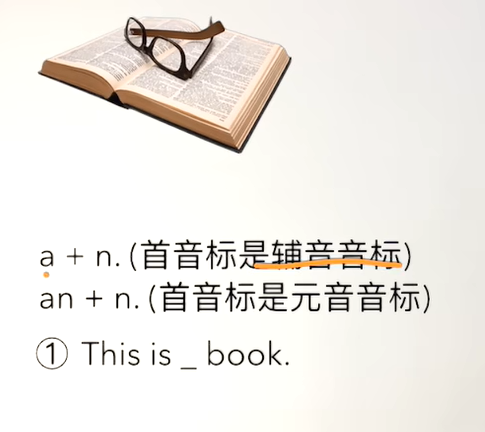 a + n. (首音标是辅音音标)
an + n. (首音标是元音音标)
① This is _ book.